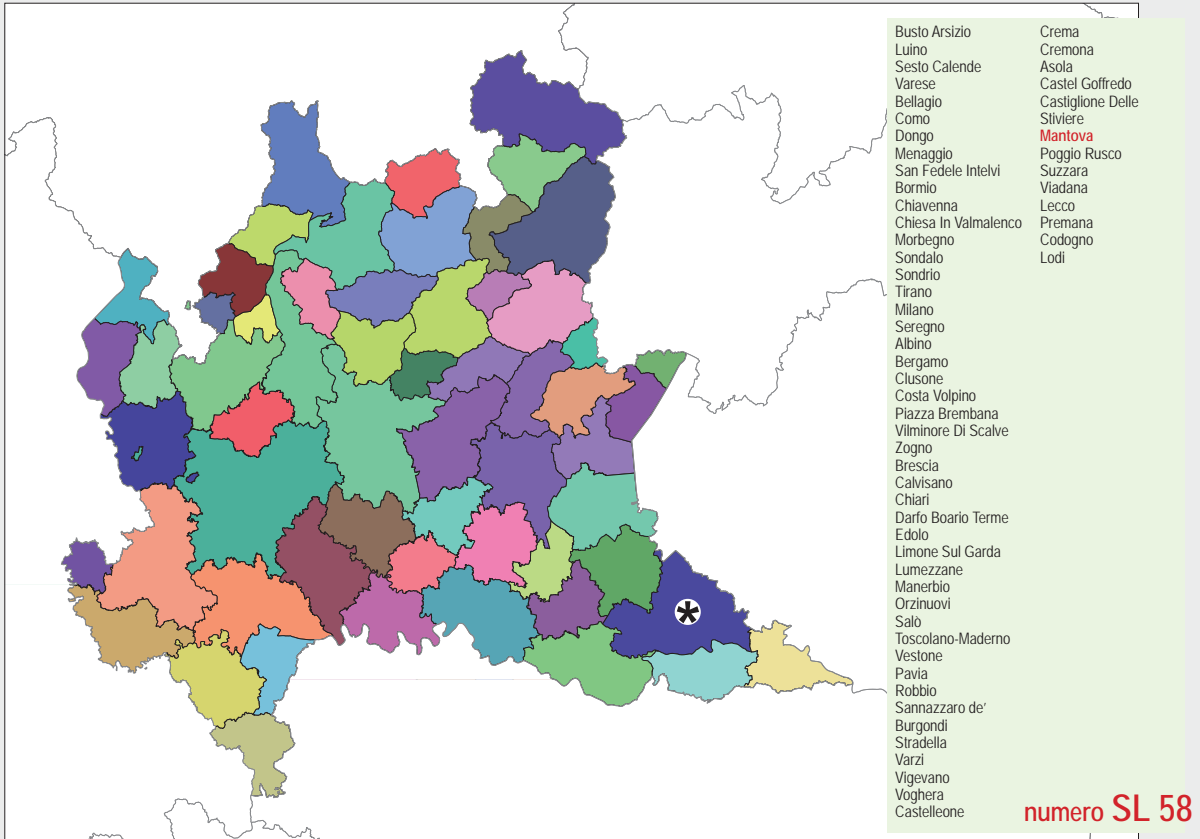 Busto Arsizio
Luino
Sesto Calende
Varese
Bellagio
Como
Dongo
Menaggio
San Fedele Intelvi
Bormio
Chiavenna
Chiesa In Valmalenco
Morbegno
Sondalo
Sondrio
Tirano
Milano
Seregno
Albino
Bergamo
Clusone
Costa Volpino
Piazza Brembana
Vilminore Di Scalve
Zogno
Brescia
Calvisano
Chiari
Darfo Boario Terme
Edolo
Limone Sul Garda
Lumezzane
Manerbio
Orzinuovi
Salò
Toscolano-Maderno
Vestone
Pavia
Robbio
Sannazzaro de'
Burgondi
Stradella
Varzi
Vigevano
Voghera
Castelleone
Crema
Cremona
Asola
Castel Goffredo
Castiglione Delle
Stiviere
Mantova
Poggio Rusco
Suzzara
Viadana
Lecco
Premana
Codogno
Lodi
*
numero SL 58